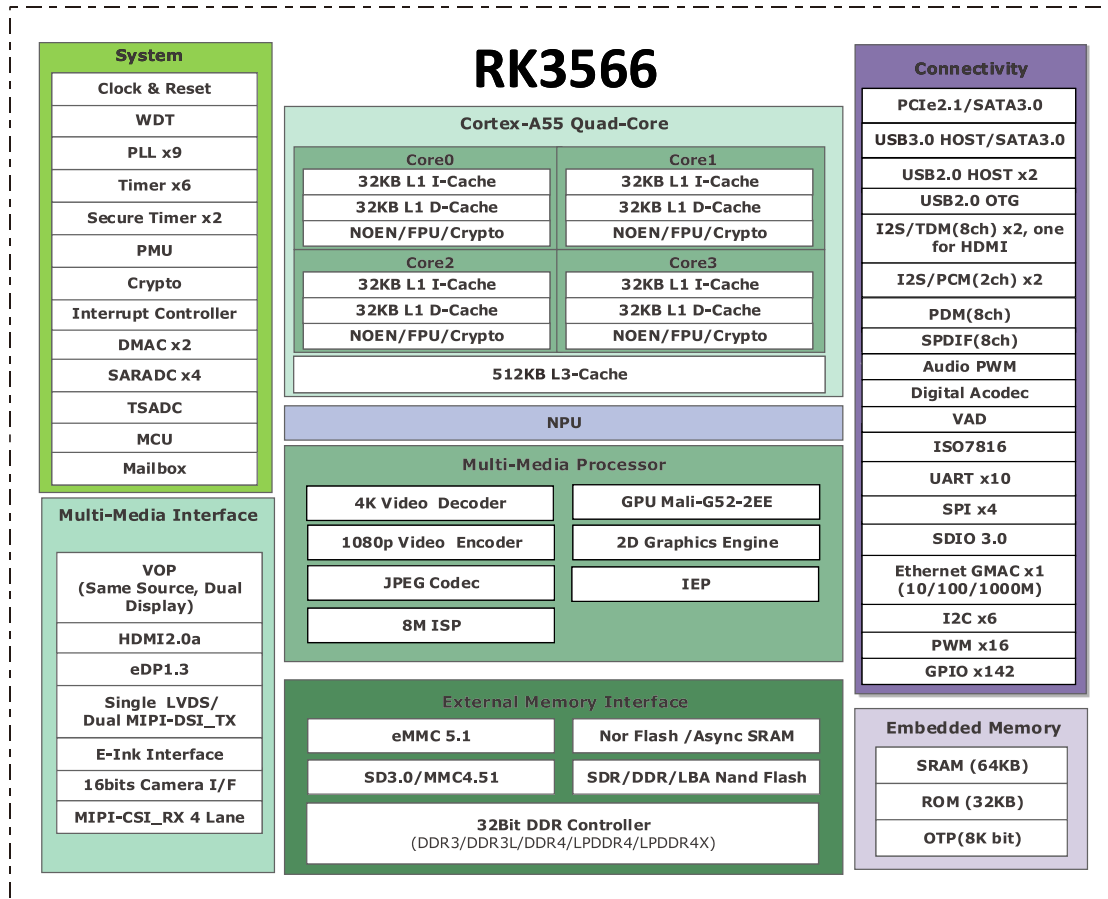 RK3566
System
Clock & Reset
WDT
PLL x9
Timer x6
Secure Timer x2
PMU
Crypto
Interrupt Controller
DMAC x2
SARADC x4
TSADC
MCU
Mailbox
Multi-Media Interface
VOP
(Same Source, Dual
Display)
HDMI2.0a
eDP1.3
Single LVDS/
Dual MIPI-DSI_TX
E-Ink Interface
16bits Camera I/F
MIPI-CSI_RX 4 Lane
Cortex-A55 Quad-Core
Core0
32KB L1 I-Cache
32KB L1 D-Cache
NOEN/FPU/Crypto
Core1
32KB L1 I-Cache
32KB L1 D-Cache
NOEN/FPU/Crypto
Core2
32KB L1 I-Cache
32KB L1 D-Cache
NOEN/FPU/Crypto
Core3
32KB L1 I-Cache
32KB L1 D-Cache
NOEN/FPU/Crypto
512KB L3-Cache
NPU
Multi-Media Processor
4K Video Decoder
1080p Video Encoder
JPEG Codec
8M ISP
GPU Mali-G52-2EE
2D Graphics Engine
IEP
External Memory Interface
eMMC 5.1
Nor Flash /Async SRAM
SD3.0/MMC4.51
SDR/DDR/LBA Nand Flash
32Bit DDR Controller
(DDR3/DDR3L/DDR4/LPDDR4/LPDDR4X)
Connectivity
PCIe2.1/SATA3.0
USB3.0 HOST/SATA3.0
USB2.0 HOST x2
USB2.0 OTG
I2S/TDM(8ch) x2, one
for HDMI
I2S/PCM(2ch) x2
PDM(8ch)
SPDIF(8ch)
Audio PWM
Digital Acodec
VAD
ISO7816
UART x10
SPI x4
SDIO 3.0
Ethernet GMAC x1
(10/100/1000M)
I2C x6
PWM x16
GPIO x142
Embedded Memory
SRAM (64KB)
ROM (32KB)
OTP(8K bit)